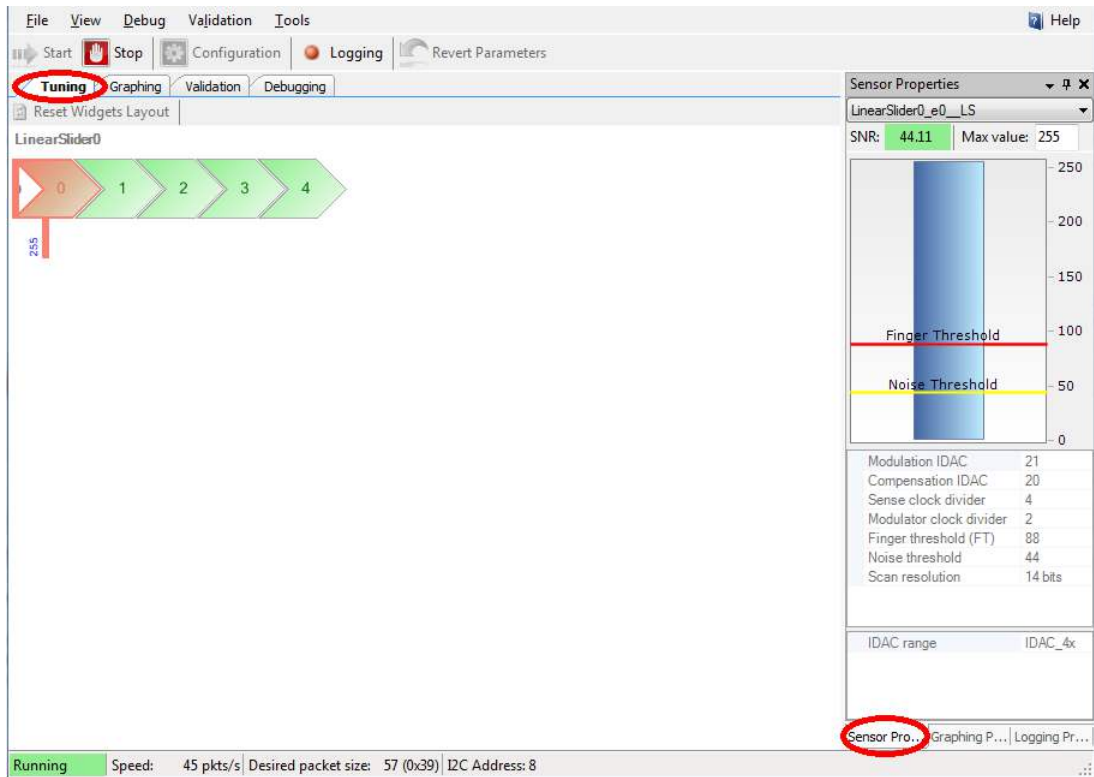 File View Debug Validation Tools Help
Start Stop Configuration Logging Revert Parameters
Tuning Graphing Validation Debugging
Reset Widgets Layout
LinearSlider0
0 1 2 3 4
255
Sensor Properties
LinearSlider0_e0__LS
SNR: 44.11 Max value: 255
250
200
150
100
50
0
Finger Threshold
Noise Threshold
Modulation IDAC 21
Compensation IDAC 20
Sense clock divider 4
Modulator clock divider 2
Finger threshold (FT) 88
Noise threshold 44
Scan resolution 14 bits
IDAC range IDAC_4x
Sensor Pro... Graphing P... Logging Pr...
Running Speed: 45 pkts/s Desired packet size: 57 (0x39) I2C Address: 8